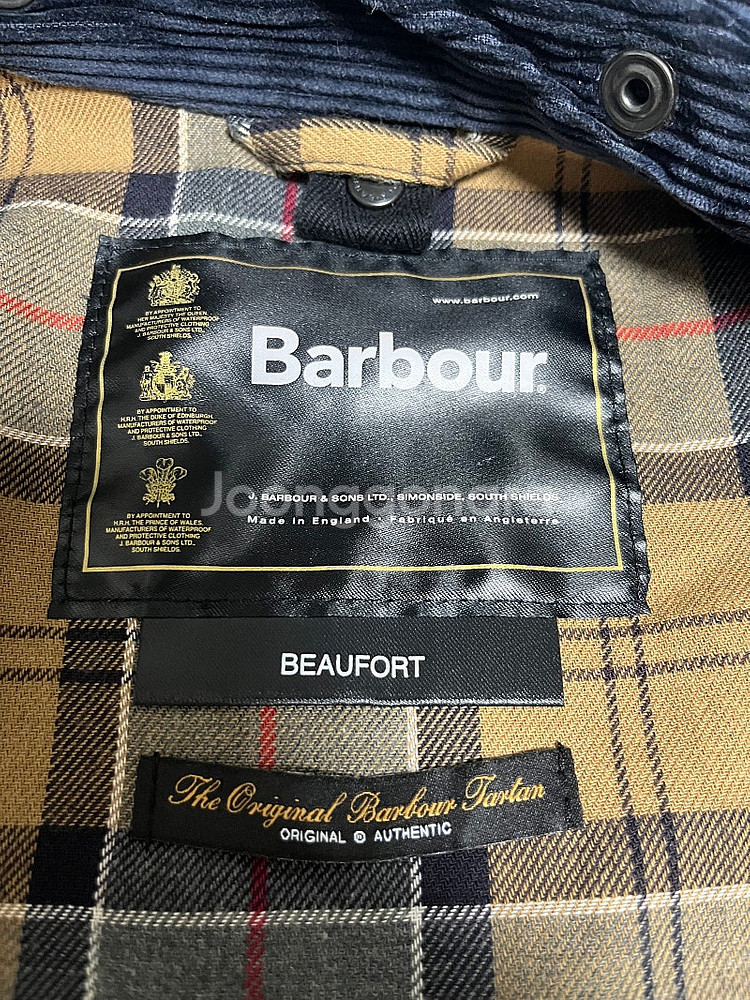 www.barbour.com
Barbour
BY APPOINTMENT TO
HER MAJESTY THE QUEEN.
MANUFACTURERS OF WATERPROOF
AND PROTECTIVE CLOTHING
J. BARBOUR & SONS LTD.,
SOUTH SHIELDS.
BY APPOINTMENT TO
H.R.H. THE DUKE OF EDINBURGH,
MANUFACTURERS OF WATERPROOF
AND PROTECTIVE CLOTHING
J. BARBOUR & SONS LTD.,
SOUTH SHIELDS.
BY APPOINTMENT TO
H.R.H. THE PRINCE OF WALES,
MANUFACTURERS OF WATERPROOF
AND PROTECTIVE CLOTHING
J. BARBOUR & SONS LTD.,
SOUTH SHIELDS.
J. BARBOUR & SONS LTD., SIMONSIDE, SOUTH SHIELDS.
Made in England • Fabriqué en Angleterre
BEAUFORT
The Original Barbour Tartan
ORIGINAL ® AUTHENTIC